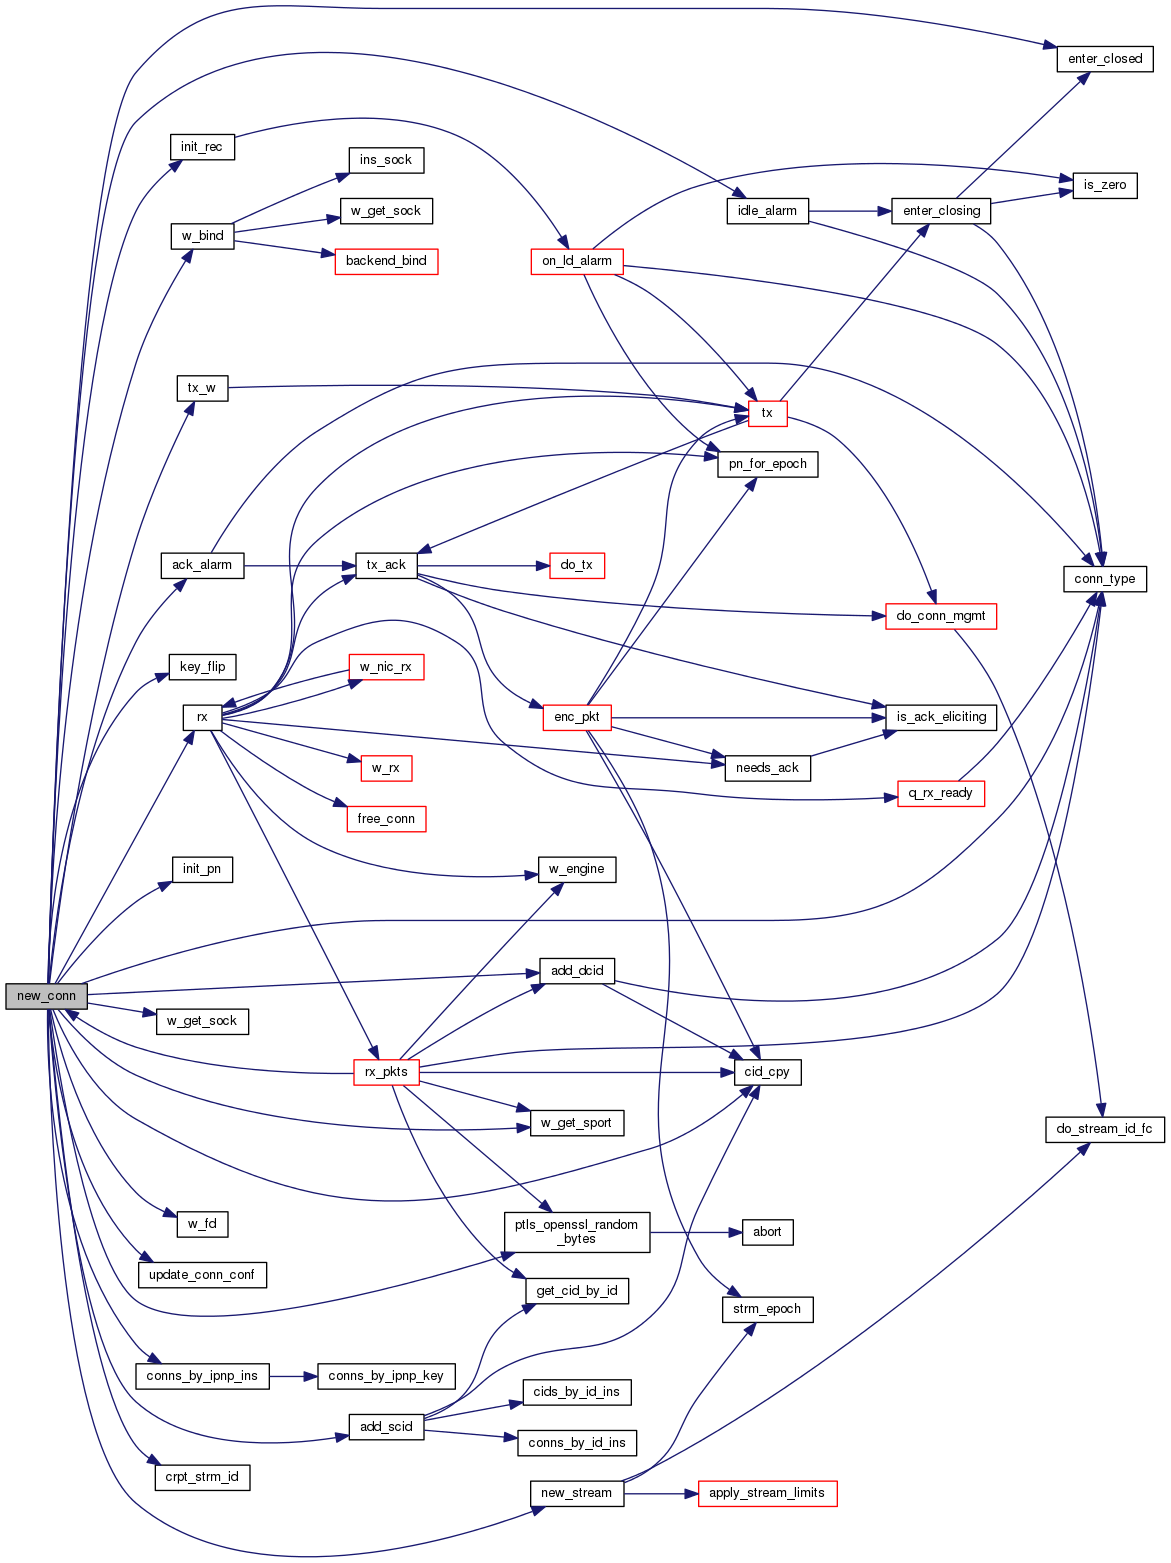 enter_closed
init_rec
ins_sock
is_zero
w_get_sock
idle_alarm
enter_closing
w_bind
backend_bind
on_ld_alarm
tx_w
tx
pn_for_epoch
ack_alarm
tx_ack
do_tx
conn_type
do_conn_mgmt
key_flip
w_nic_rx
rx
enc_pkt
is_ack_eliciting
w_rx
needs_ack
q_rx_ready
free_conn
init_pn
w_engine
add_dcid
new_conn
w_get_sock
rx_pkts
cid_cpy
w_get_sport
do_stream_id_fc
w_fd
ptls_openssl_random
_bytes
abort
update_conn_conf
get_cid_by_id
strm_epoch
conns_by_ipnp_ins
conns_by_ipnp_key
cids_by_id_ins
add_scid
conns_by_id_ins
crpt_strm_id
new_stream
apply_stream_limits